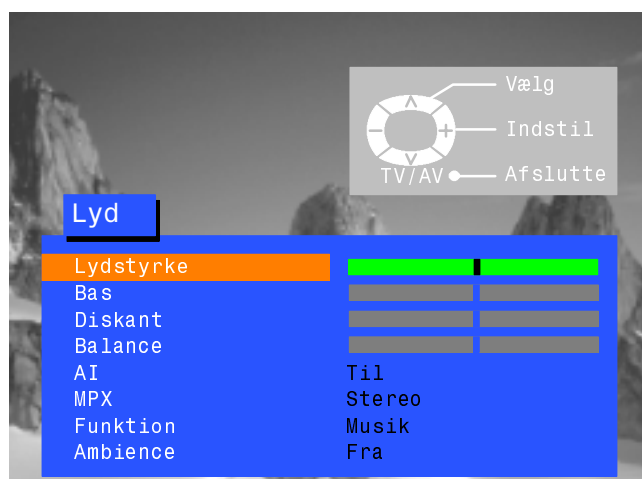 Vælg
Indstil
TV/AV Afslutte
Lyd
Lydstyrke
Bas
Diskant
Balance
AI Til
MPX Stereo
Funktion Musik
Ambience Fra